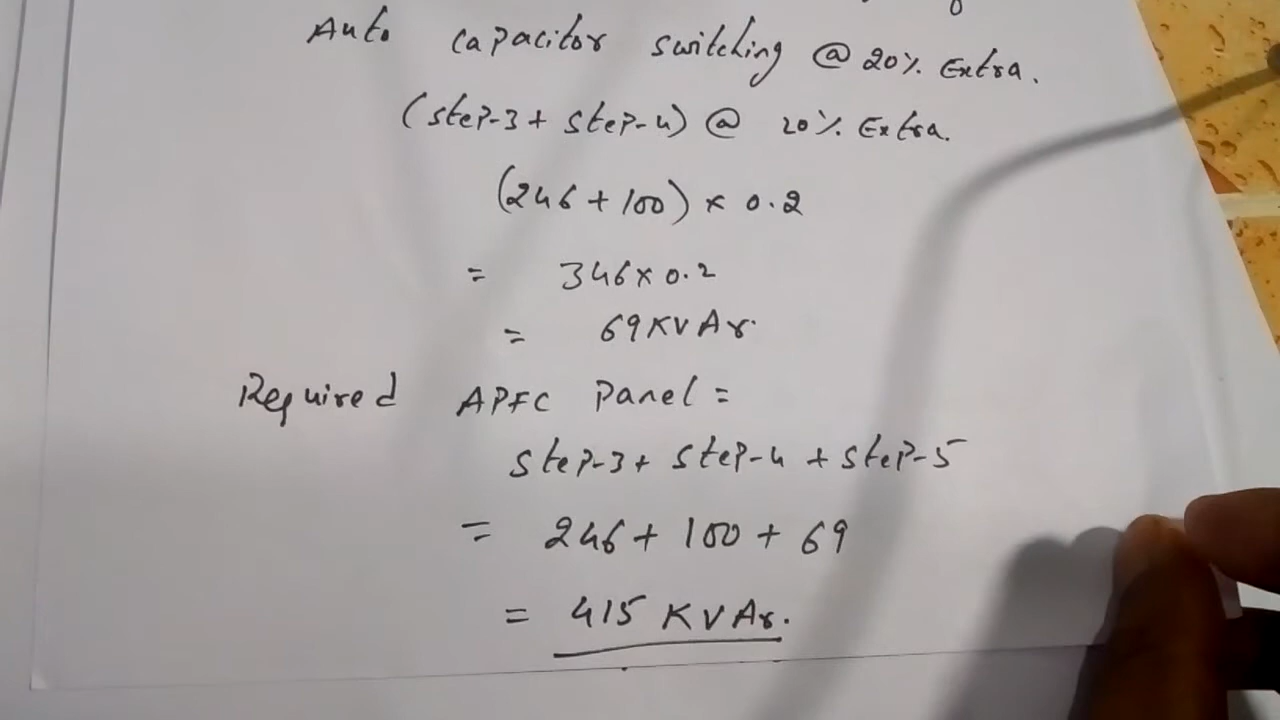 Auto capacitor switching @ 20% Extra.
(Step-3 + Step-4) @ 20% Extra.
(246 + 100) × 0.2
= 346 × 0.2
= 69 KVAr.
Required APFC Panel =
Step-3 + Step-4 + Step-5
= 246 + 100 + 69
= 415 KVAr.